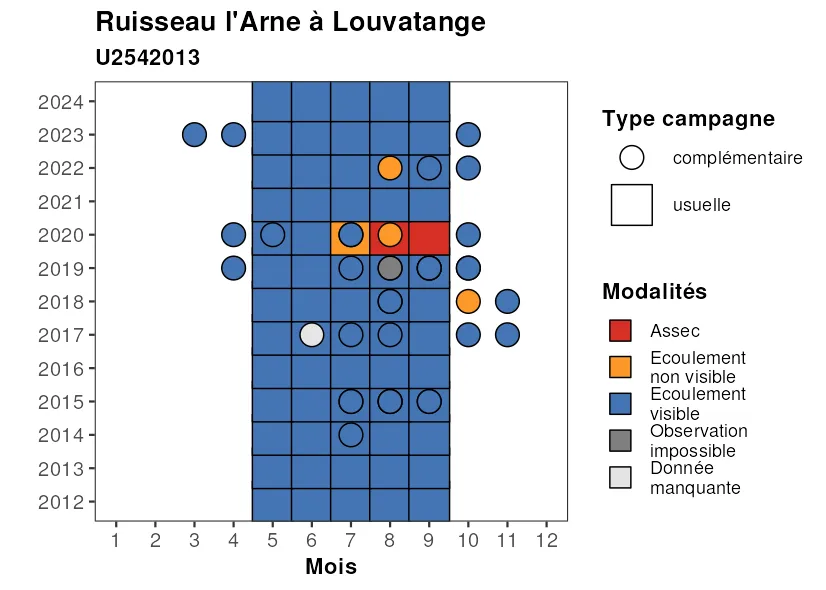 Ruisseau l'Arne à Louvatange
U2542013
2024
2023
2022
2021
2020
2019
2018
2017
2016
2015
2014
2013
2012
1 2 3 4 5 6 7 8 9 10 11 12
Mois
Type campagne
complémentaire
usuelle
Modalités
Assec
Ecoulement
non visible
Ecoulement
visible
Observation
impossible
Donnée
manquante